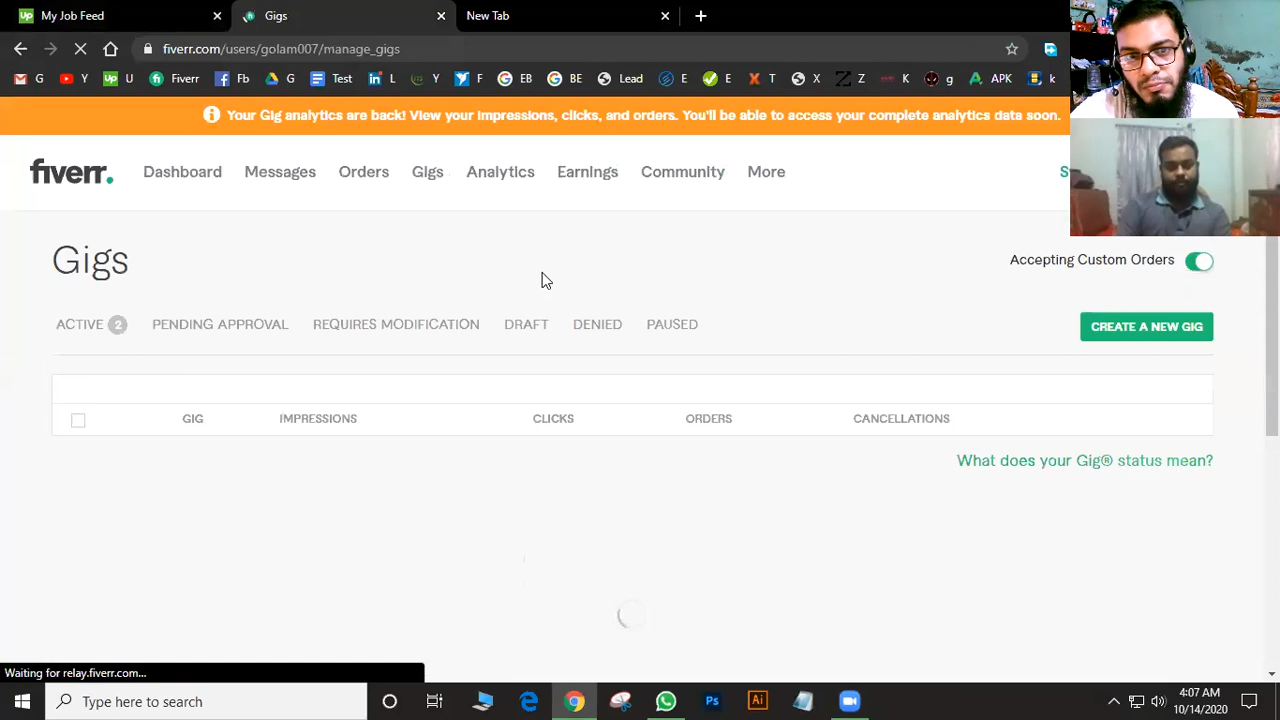 My Job Feed
Gigs
New Tab
fiverr.com/users/golam007/manage_gigs
G
Y
U
Fiverr
Fb
G
Test
L
F
EB
BE
Lead
E
E
T
X
Z
K
g
APK
k
Your Gig analytics are back! View your impressions, clicks, and orders. You'll be able to access your complete analytics data soon.
fiverr.
Dashboard
Messages
Orders
Gigs
Analytics
Earnings
Community
More
Gigs
Accepting Custom Orders
ACTIVE 2
PENDING APPROVAL
REQUIRES MODIFICATION
DRAFT
DENIED
PAUSED
CREATE A NEW GIG
GIG
IMPRESSIONS
CLICKS
ORDERS
CANCELLATIONS
What does your Gig® status mean?
Waiting for relay.fiverr.com...
Type here to search
4:07 AM
10/14/2020